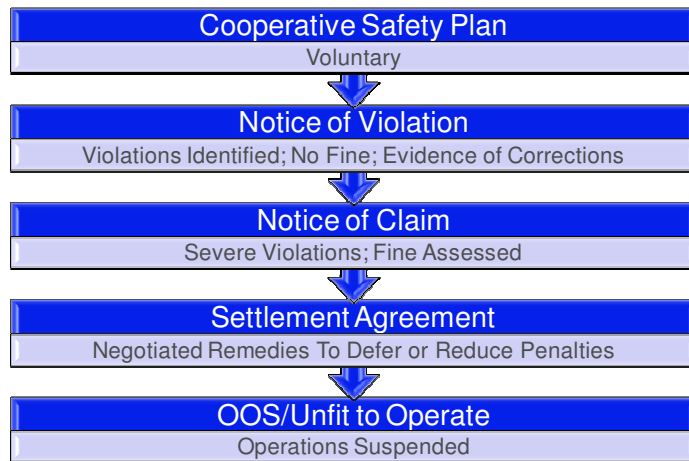 Cooperative Safety Plan
Voluntary
Notice of Violation
Violations Identified; No Fine; Evidence of Corrections
Notice of Claim
Severe Violations; Fine Assessed
Settlement Agreement
Negotiated Remedies To Defer or Reduce Penalties
OOS/Unfit to Operate
Operations Suspended